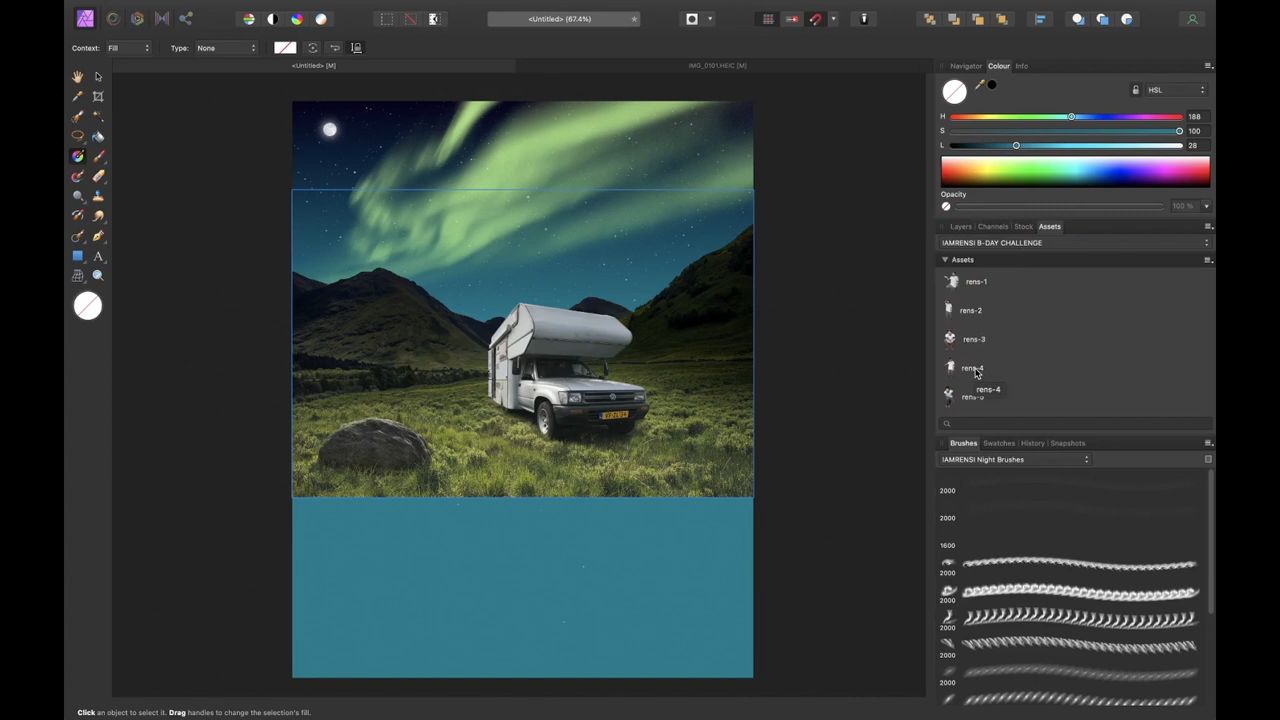 <Untitled> (67.4%)
Context: Fill Type: None
<Untitled> [M]
IMG_0101.HEIC [M]
Navigator Colour Info
HSL
H 188
S 100
L 28
Opacity
100 %
Layers Channels Stock Assets
IAMRENSI B-DAY CHALLENGE
Assets
rens-1
rens-2
rens-3
rens-4
rens-4
Brushes Swatches History Snapshots
IAMRENSI Night Brushes
2000
2000
1600
2000
2000
2000
2000
2000
Click an object to select it. Drag handles to change the selection's fill.